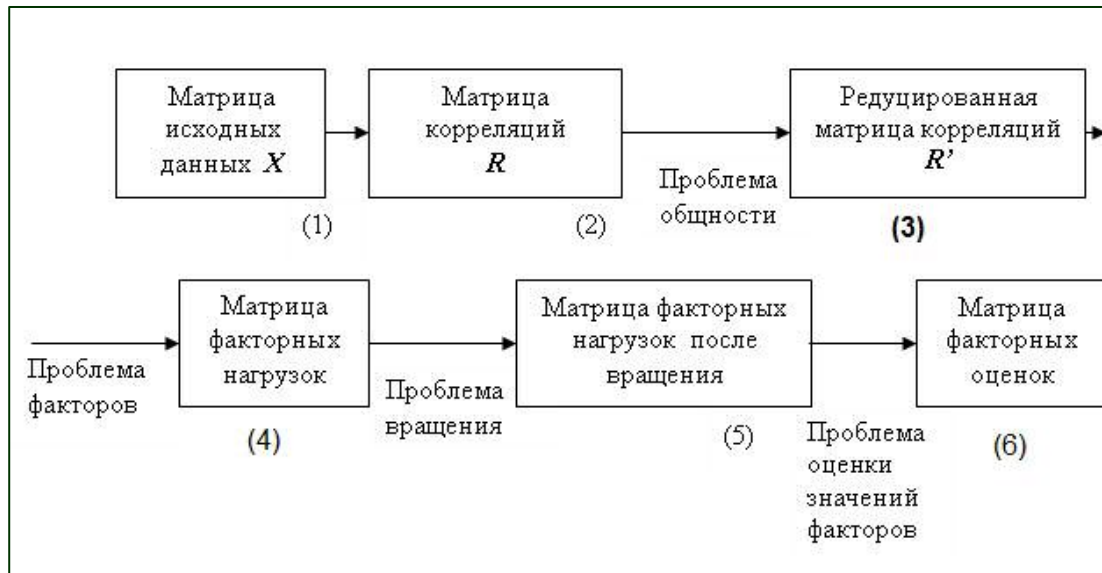 Матрица
исходных
данных X
(1)
Матрица
корреляций
R
(2)
Проблема
общности
Редуцированная
матрица корреляций
R’
(3)
Проблема
факторов
Матрица
факторных
нагрузок
(4)
Проблема
вращения
Матрица факторных
нагрузок после
вращения
(5)
Проблема
оценки
значений
факторов
Матрица
факторных
оценок
(6)